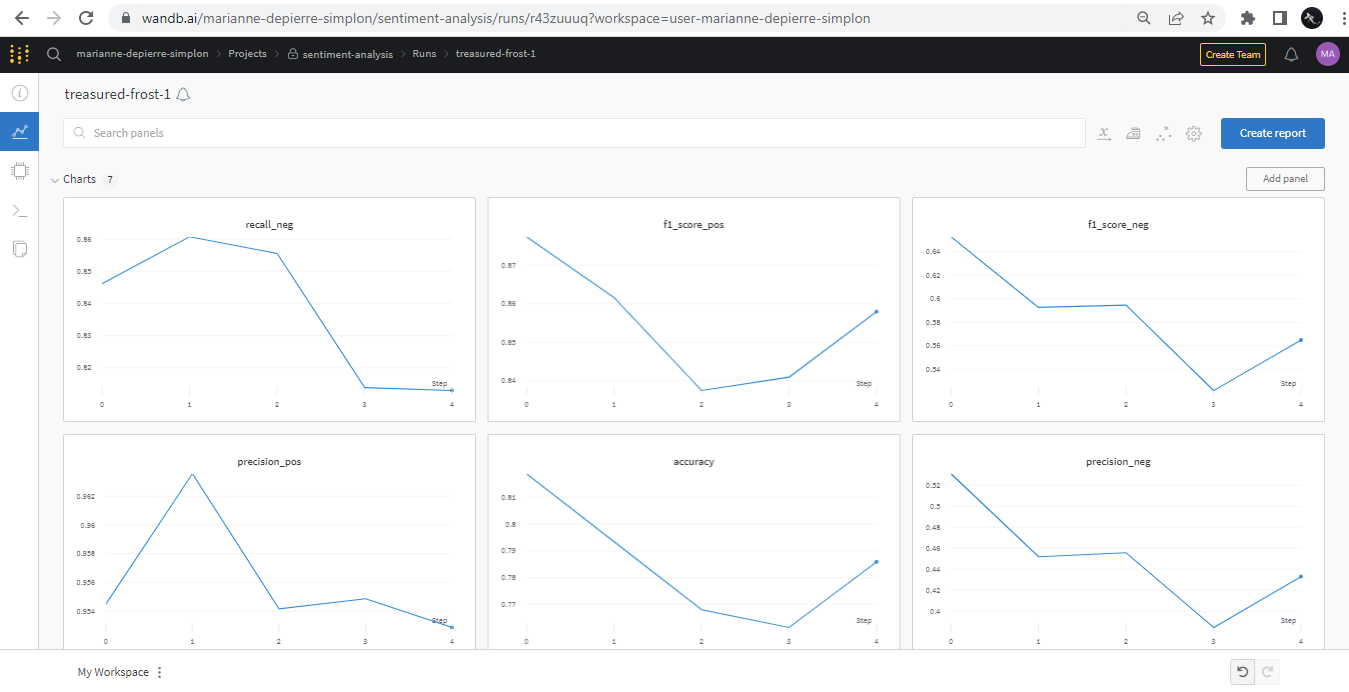 wandb.ai/marianne-depierre-simplon/sentiment-analysis/runs/r43zuuuq?workspace=user-marianne-depierre-simplon
marianne-depierre-simplon > Projects > sentiment-analysis > Runs > treasured-frost-1
Create Team
MA
treasured-frost-1
Search panels
Create report
Charts 7
Add panel
recall_neg
0.86
0.85
0.84
0.83
0.82
Step
0 1 2 3 4
f1_score_pos
0.87
0.86
0.85
0.84
Step
0 1 2 3 4
f1_score_neg
0.64
0.62
0.6
0.58
0.56
0.54
Step
0 1 2 3 4
precision_pos
0.962
0.96
0.958
0.956
0.954
Step
0 1 2 3 4
accuracy
0.81
0.8
0.79
0.78
0.77
Step
0 1 2 3 4
precision_neg
0.52
0.5
0.48
0.46
0.44
0.42
0.4
Step
0 1 2 3 4
My Workspace